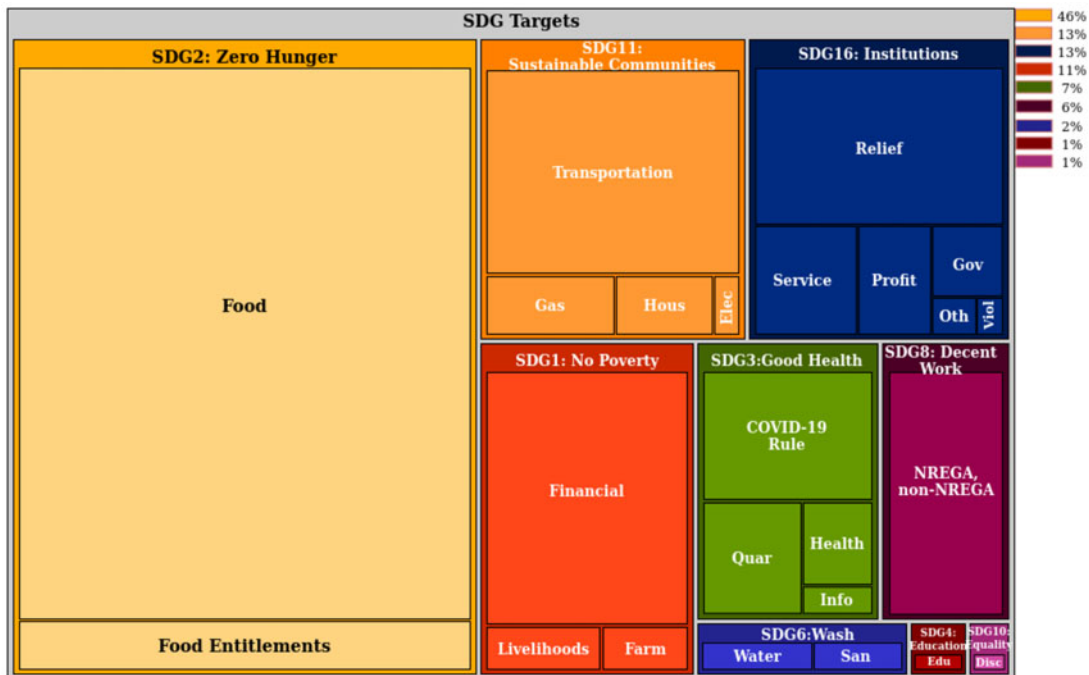 SDG Targets
SDG2: Zero Hunger
Food
Food Entitlements
SDG11:
Sustainable Communities
Transportation
Gas
Hous
Elec
SDG16: Institutions
Relief
Service
Profit
Gov
Oth
Viol
SDG1: No Poverty
Financial
Livelihoods
Farm
SDG3:Good Health
COVID-19
Rule
Quar
Health
Info
SDG8: Decent
Work
NREGA,
non-NREGA
SDG6:Wash
Water
San
SDG4:
Education
Edu
SDG10:
Equality
Disc
46%
13%
13%
11%
7%
6%
2%
1%
1%